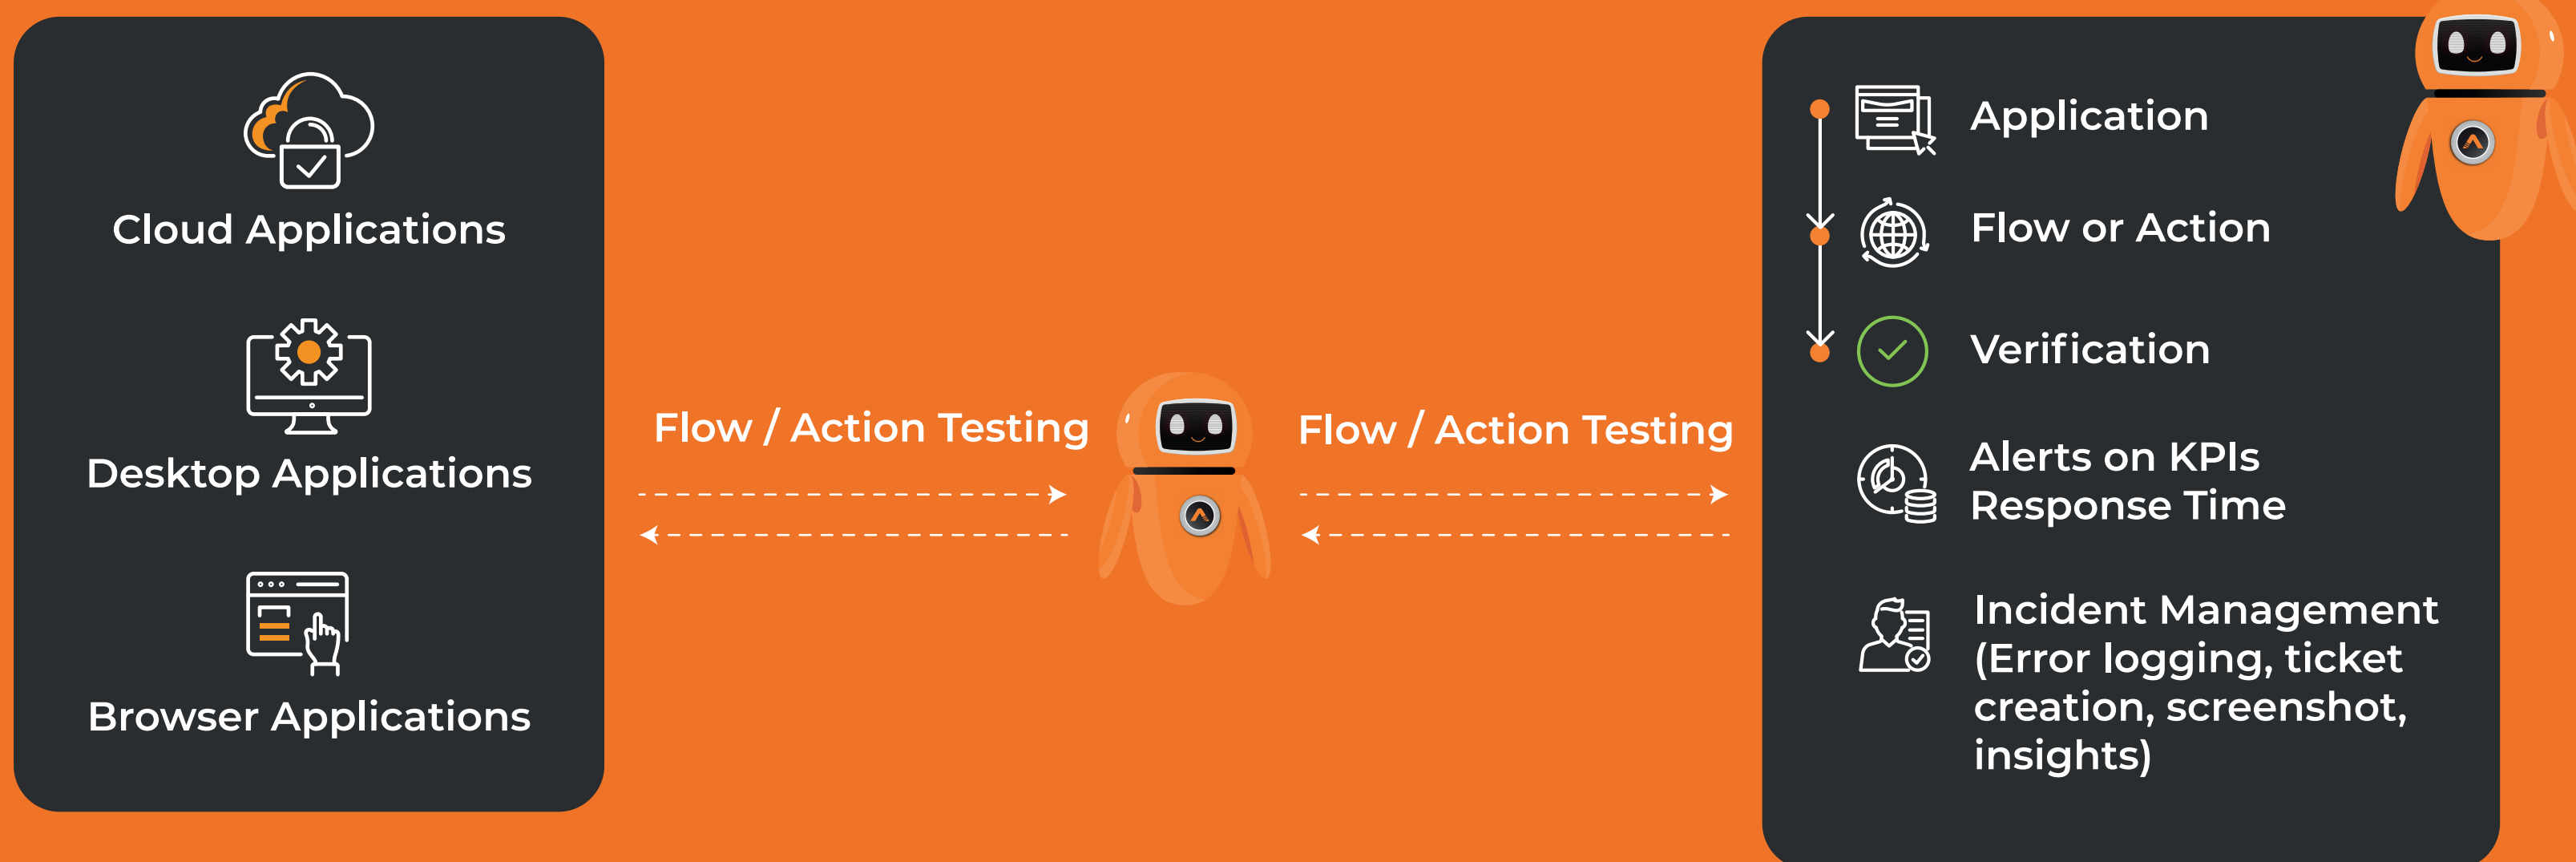 Cloud Applications
Desktop Applications
Browser Applications
Flow / Action Testing
Flow / Action Testing
Application
Flow or Action
Verification
Alerts on KPIs
Response Time
Incident Management
(Error logging, ticket
creation, screenshot,
insights)